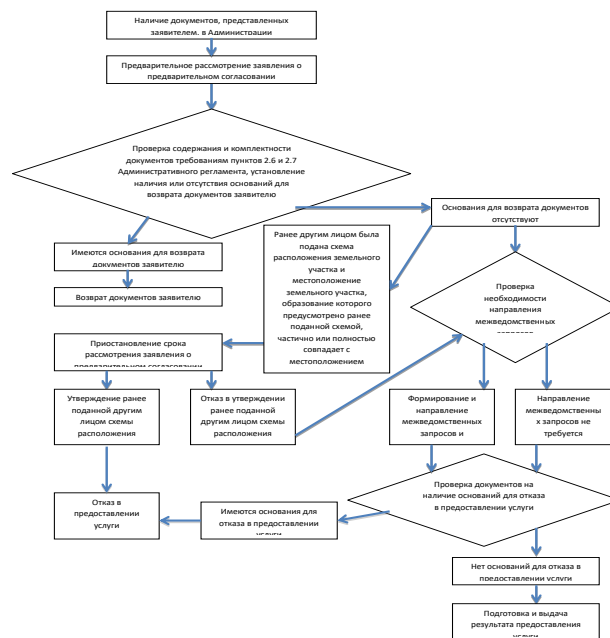 Наличие документов, представленных
заявителем, в Администрации
Предварительное рассмотрение заявления о
предварительном согласовании
Проверка содержания и комплектности
документов требованиям пунктов 2.6 и 2.7
Административного регламента, установление
наличия или отсутствия оснований для
возврата документов заявителю
Основания для возврата документов
отсутствуют
Имеются основания для возврата
документов заявителю
Возврат документов заявителю
Ранее другим лицом была
подана схема
расположения земельного
участка и
местоположение
земельного участка,
образование которого
предусмотрено ранее
поданной схемой,
частично или полностью
совпадает с
местоположением
Проверка
необходимости
направления
межведомственных
запросов
Приостановление срока
рассмотрения заявления о
предварительном согласовании
Утверждение ранее
поданной другим
лицом схемы
расположения
Отказ в утверждении
ранее поданной
другим лицом схемы
расположения
Формирование и
направление
межведомственных
запросов и
Направление
межведомственны
х запросов не
требуется
Проверка документов на
наличие оснований для отказа
в предоставлении услуги
Отказ в
предоставлении
услуги
Имеются основания для
отказа в предоставлении
услуги
Нет оснований для отказа в
предоставлении услуги
Подготовка и выдача
результата предоставления
услуги